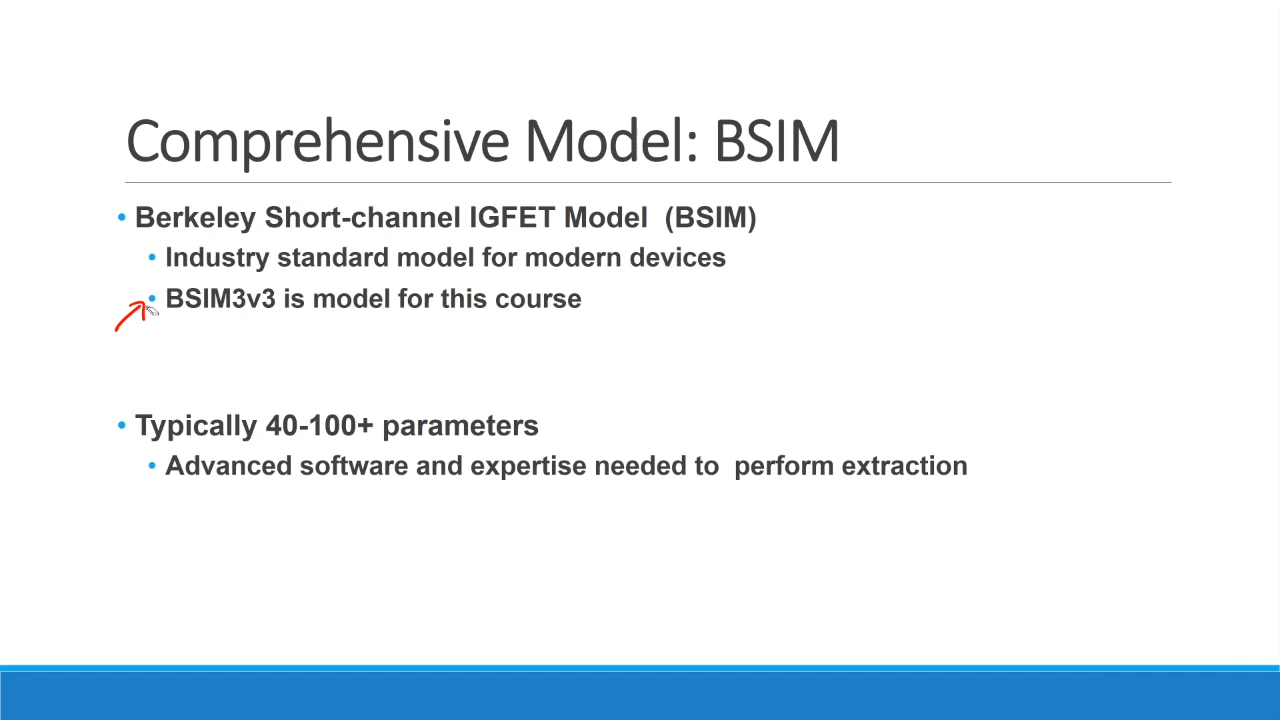 Comprehensive Model: BSIM
• Berkeley Short-channel IGFET Model (BSIM)
• Industry standard model for modern devices
• BSIM3v3 is model for this course
• Typically 40-100+ parameters
• Advanced software and expertise needed to perform extraction